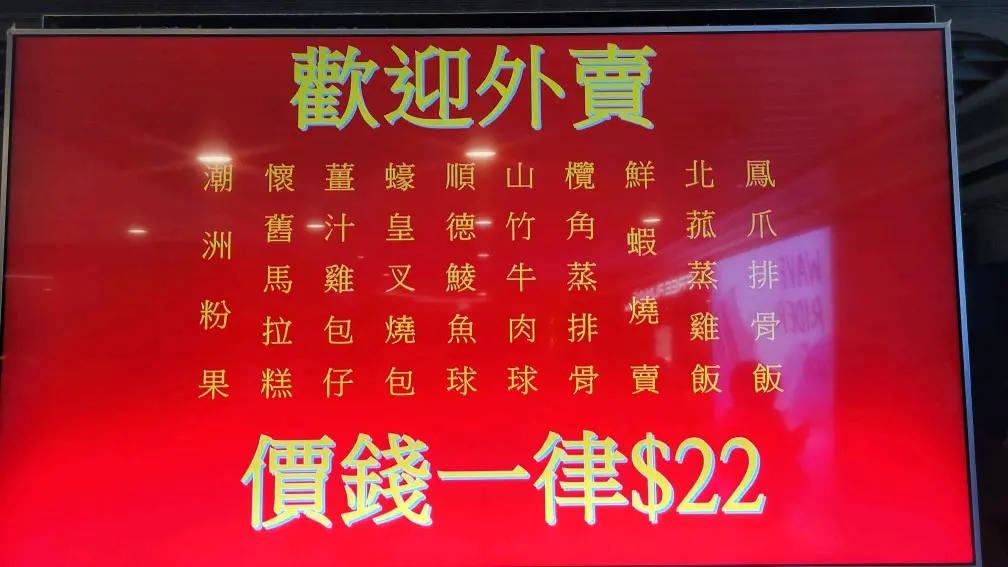 歡迎外賣
鳳爪排骨飯
北菰蒸雞飯
鮮蝦燒賣
欖角蒸排骨
山竹牛肉球
順德鯪魚球
蠔皇叉燒包
薑汁雞包仔
懷舊馬拉糕
潮洲粉果
價錢一律$22